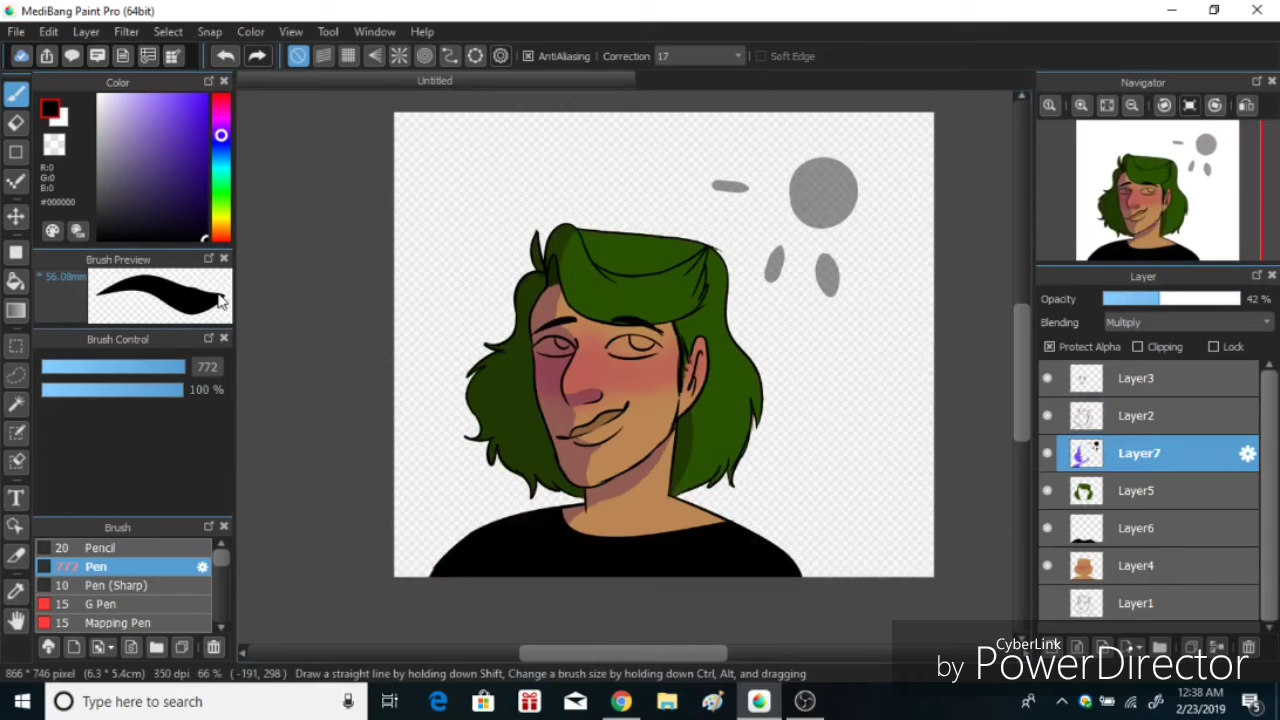 MediBang Paint Pro (64bit)
File Edit Layer Filter Select Snap Color View Tool Window Help
AntiAliasing Correction 17 Soft Edge
Color
Untitled
Navigator
R:0
G:0
B:0
#000000
Brush Preview
* 56.08mm
Layer
Opacity 42 %
Blending Multiply
Protect Alpha Clipping Lock
Brush Control
772
100 %
Layer3
Layer2
Layer7
Layer5
Layer6
Layer4
Layer1
Brush
20 Pencil
772 Pen
10 Pen (Sharp)
15 G Pen
15 Mapping Pen
866 * 746 pixel (6.3 * 5.4cm) 350 dpi 66 % ( -191, 298) Draw a straight line by holding down Shift, Change a brush size by holding down Ctrl, Alt, and dragging
CyberLink
by PowerDirector
Type here to search
12:38 AM
2/23/2019
5